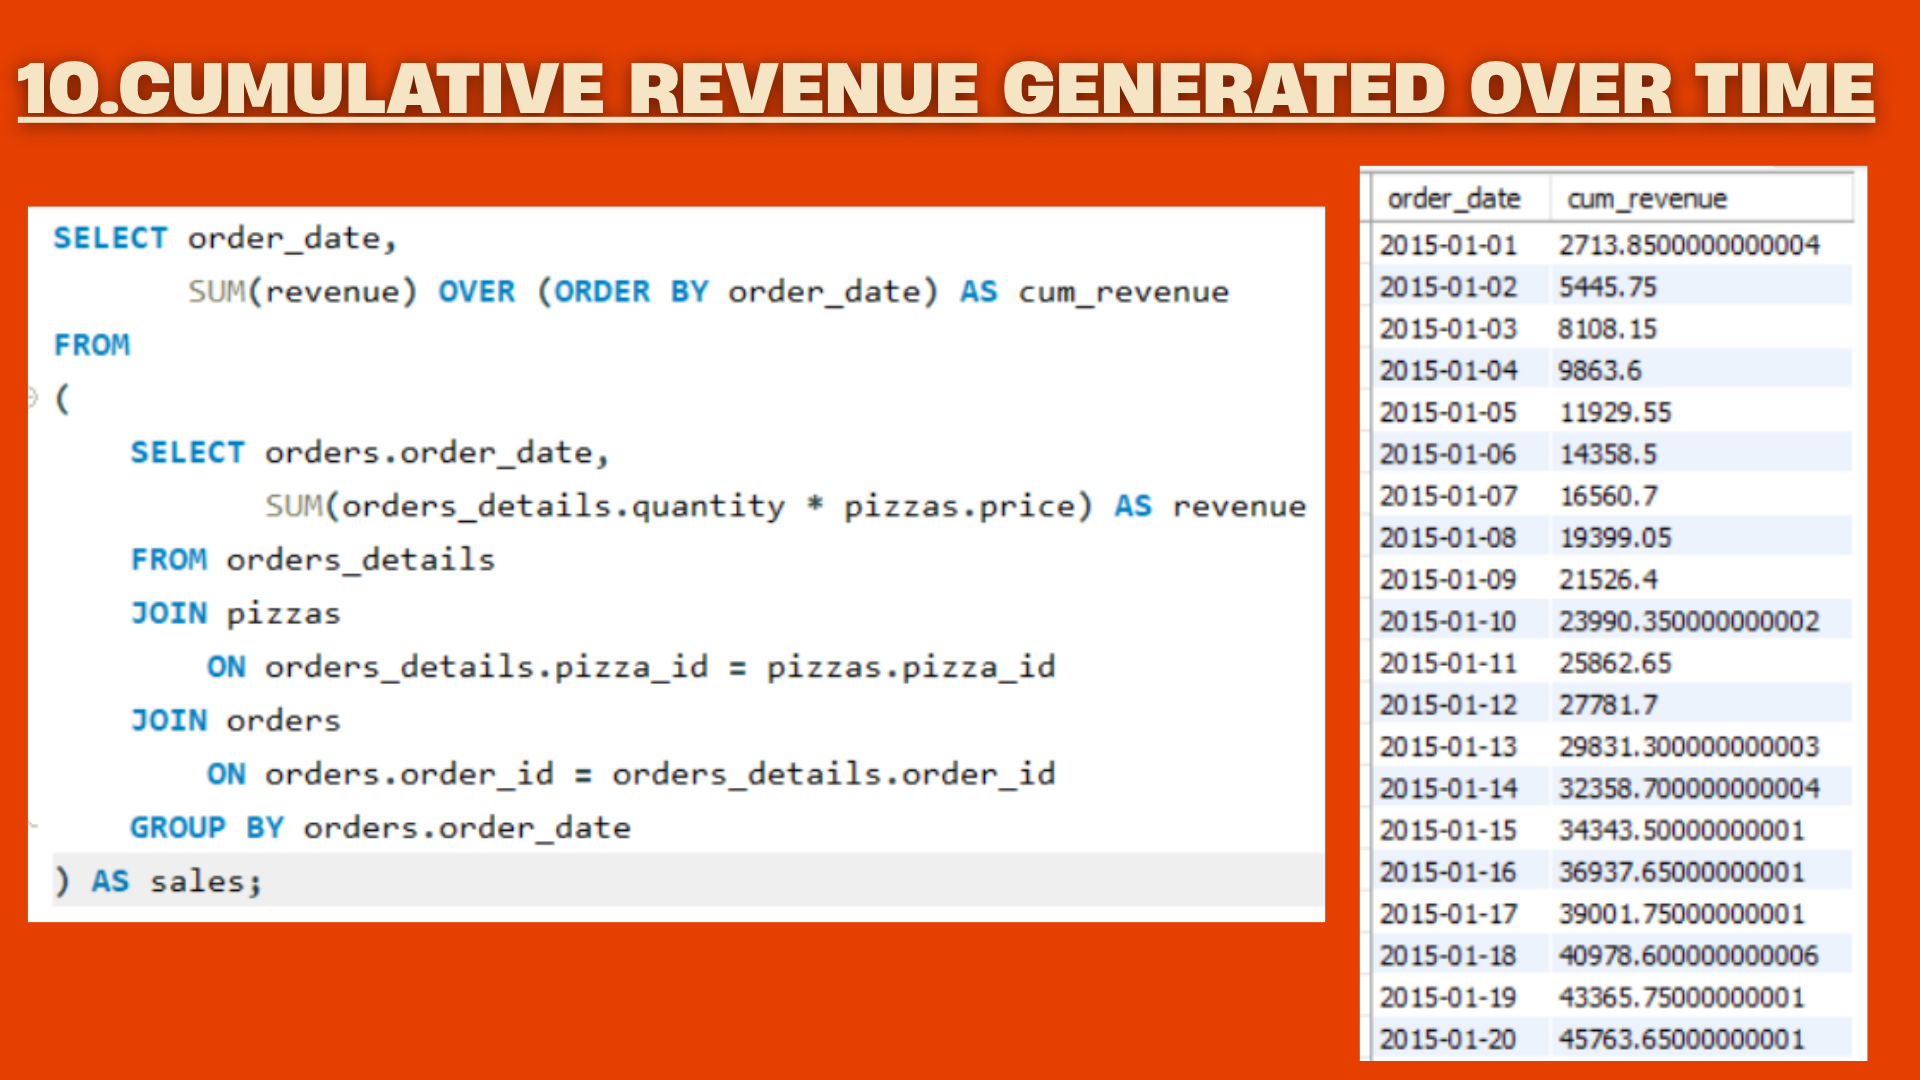 10.CUMULATIVE REVENUE GENERATED OVER TIME
SELECT order_date,
SUM(revenue) OVER (ORDER BY order_date) AS cum_revenue
FROM
(
SELECT orders.order_date,
SUM(orders_details.quantity * pizzas.price) AS revenue
FROM orders_details
JOIN pizzas
ON orders_details.pizza_id = pizzas.pizza_id
JOIN orders
ON orders.order_id = orders_details.order_id
GROUP BY orders.order_date
) AS sales;
order_date cum_revenue
2015-01-01 2713.8500000000004
2015-01-02 5445.75
2015-01-03 8108.15
2015-01-04 9863.6
2015-01-05 11929.55
2015-01-06 14358.5
2015-01-07 16560.7
2015-01-08 19399.05
2015-01-09 21526.4
2015-01-10 23990.350000000002
2015-01-11 25862.65
2015-01-12 27781.7
2015-01-13 29831.300000000003
2015-01-14 32358.700000000004
2015-01-15 34343.50000000001
2015-01-16 36937.65000000001
2015-01-17 39001.75000000001
2015-01-18 40978.600000000006
2015-01-19 43365.75000000001
2015-01-20 45763.65000000001